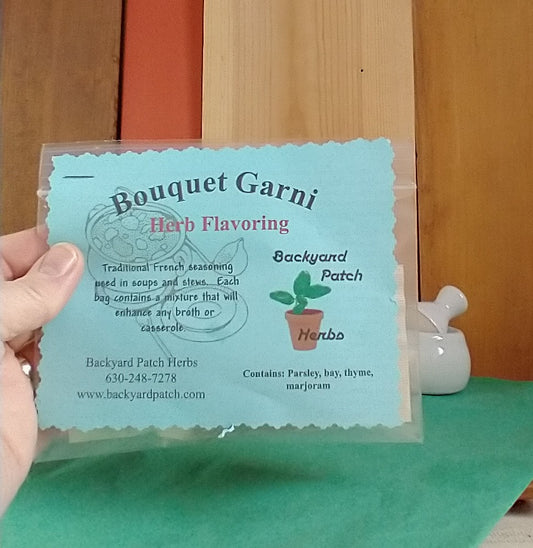 Bouquet Garni
Herb Flavoring
Traditional French seasoning
used in soups and stews. Each
bag contains a mixture that will
enhance any broth or
casserole.
Backyard
Patch
Herbs
Backyard Patch Herbs
630-248-7278
www.backyardpatch.com
Contains: Parsley, bay, thyme,
marjoram